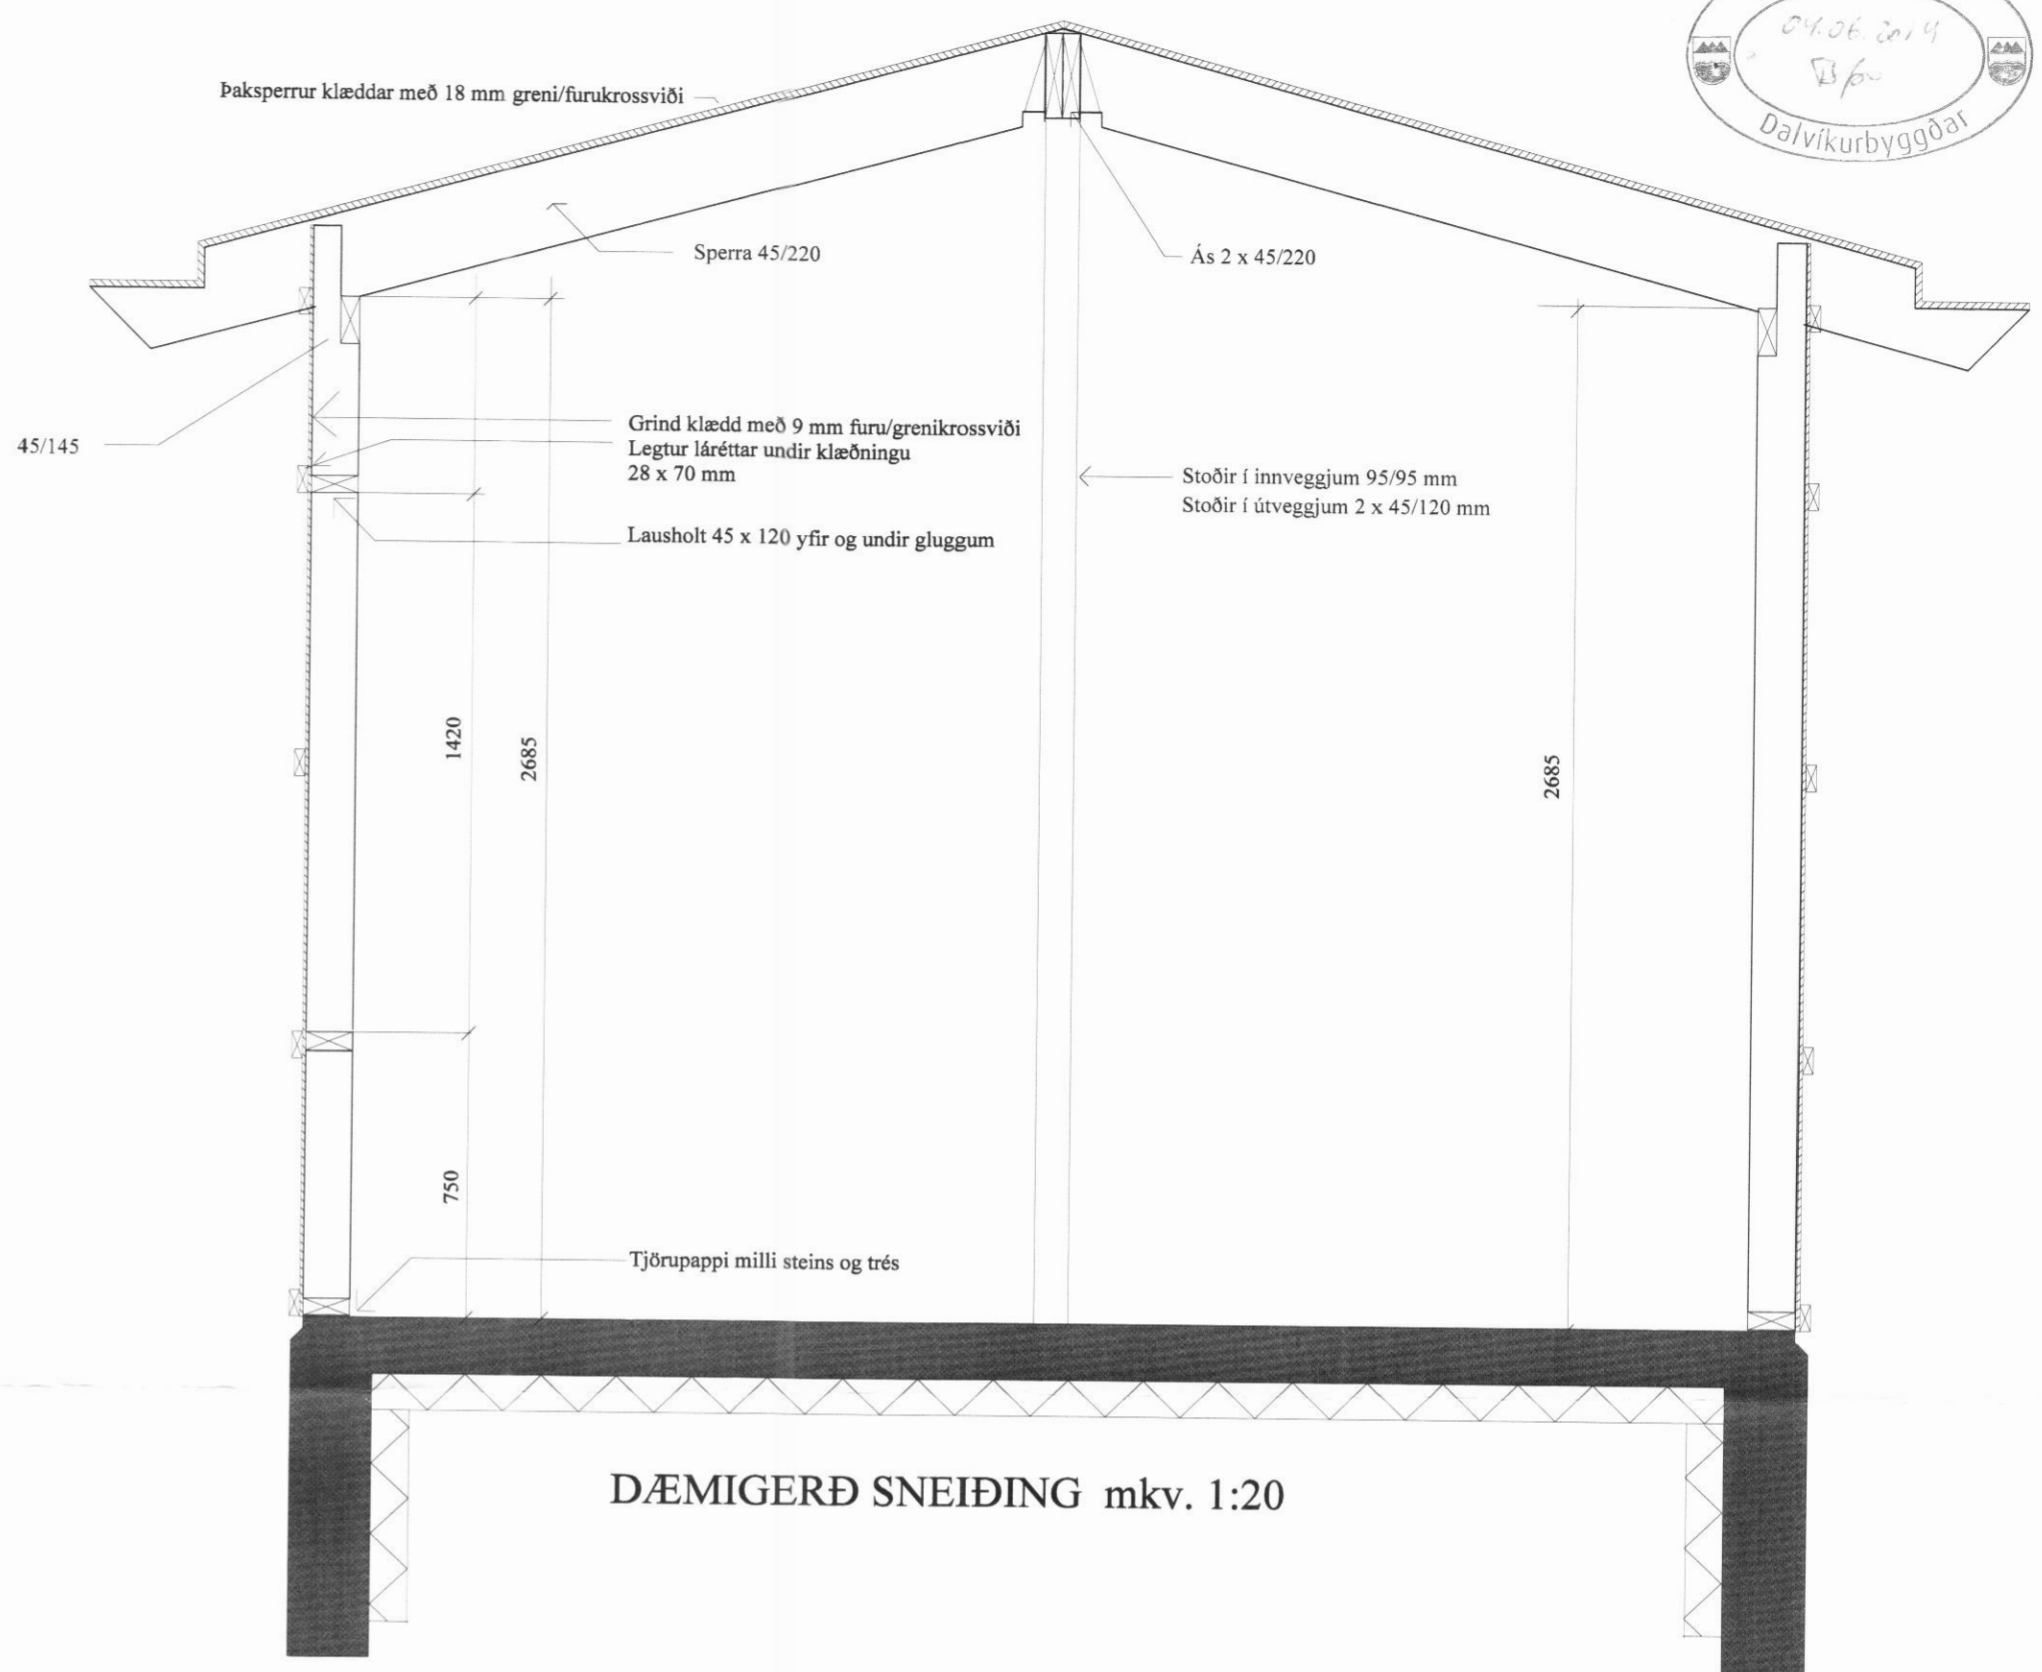 04.06.2014
Dalvíkurbyggðar
Þaksperrur klæddar með 18 mm greni/furukrossviði
Sperra 45/220
Ás 2 x 45/220
45/145
Grind klædd með 9 mm furu/grenikrossviði
Legtur láréttar undir klæðningu
28 x 70 mm
Stoðir í innveggjum 95/95 mm
Stoðir í útveggjum 2 x 45/120 mm
Lausholt 45 x 120 yfir og undir gluggum
1420
2685
2685
750
Tjörupappi milli steins og trés
DÆMIGERÐ SNEIÐING mkv. 1:20